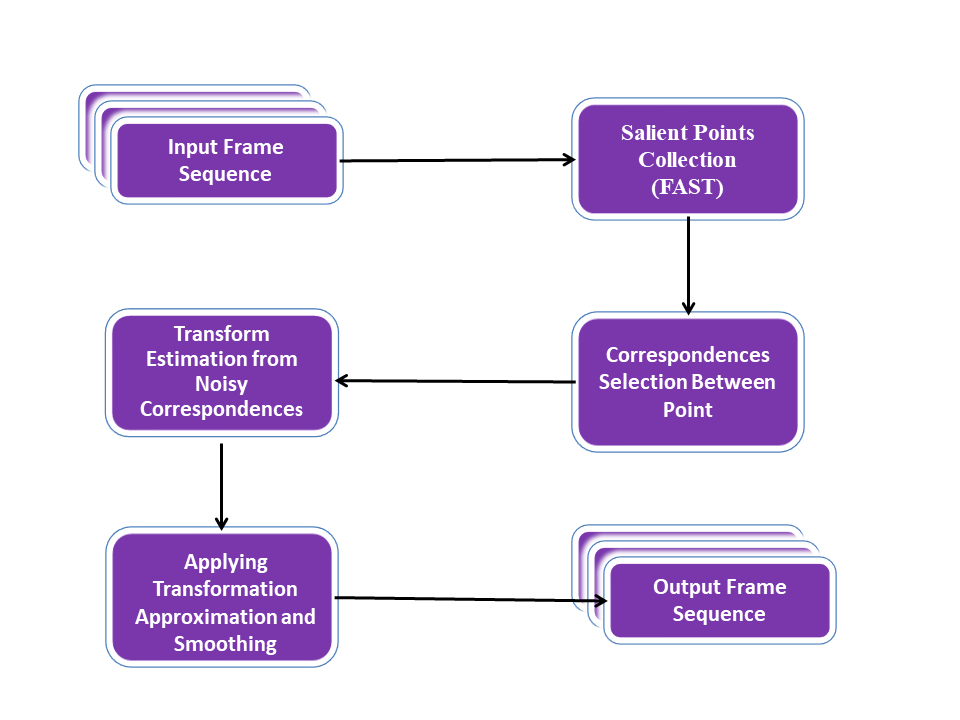 Input Frame
Sequence
Salient Points
Collection
(FAST)
Correspondences
Selection Between
Point
Transform
Estimation from
Noisy
Correspondences
Applying
Transformation
Approximation and
Smoothing
Output Frame
Sequence